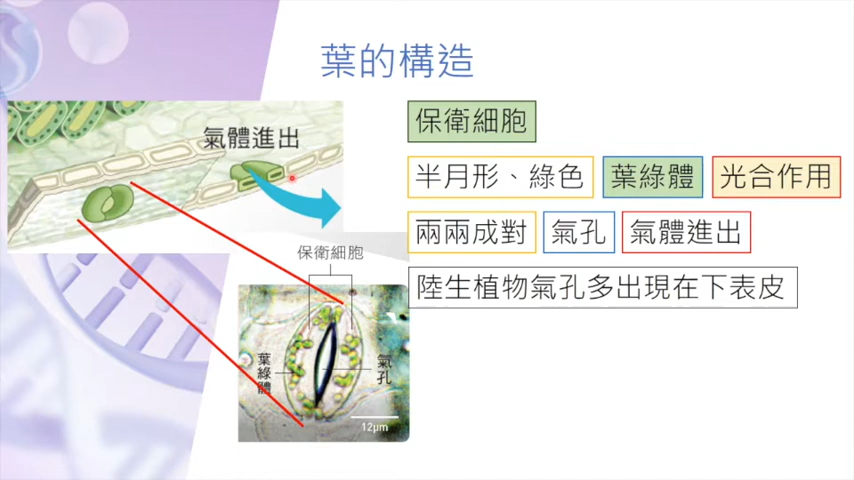 葉的構造
氣體進出
保衛細胞
葉綠體
氣孔
12μm
保衛細胞
半月形、綠色 葉綠體 光合作用
兩兩成對 氣孔 氣體進出
陸生植物氣孔多出現在下表皮